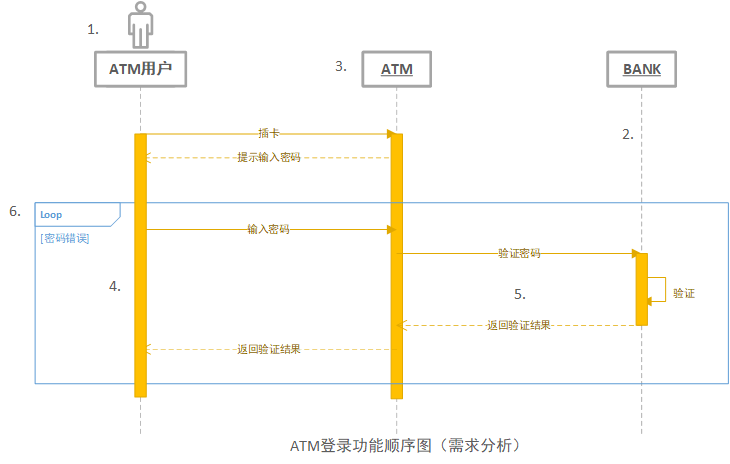 1.
ATM用户
3.
ATM
BANK
2.
插卡
提示输入密码
6.
Loop
[密码错误]
输入密码
验证密码
4.
5.
验证
返回验证结果
返回验证结果
ATM登录功能顺序图（需求分析）